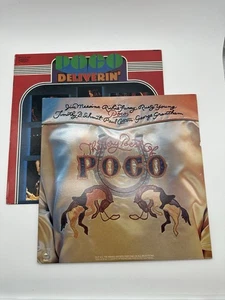 POCO
DELIVERIN'
Jim Messina Richie Furay Rusty Young
Timothy B. Schmit Paul Cotton George Grantham
The Very Best Of
POCO